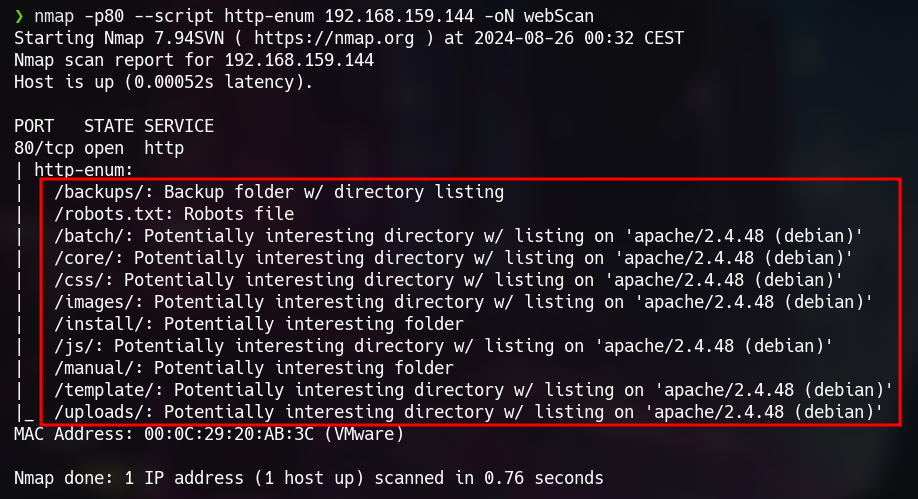 ❯ nmap -p80 --script http-enum 192.168.159.144 -oN webScan
Starting Nmap 7.94SVN ( https://nmap.org ) at 2024-08-26 00:32 CEST
Nmap scan report for 192.168.159.144
Host is up (0.00052s latency).
PORT   STATE SERVICE
80/tcp open  http
| http-enum:
|   /backups/: Backup folder w/ directory listing
|   /robots.txt: Robots file
|   /batch/: Potentially interesting directory w/ listing on 'apache/2.4.48 (debian)'
|   /core/: Potentially interesting directory w/ listing on 'apache/2.4.48 (debian)'
|   /css/: Potentially interesting directory w/ listing on 'apache/2.4.48 (debian)'
|   /images/: Potentially interesting directory w/ listing on 'apache/2.4.48 (debian)'
|   /install/: Potentially interesting folder
|   /js/: Potentially interesting directory w/ listing on 'apache/2.4.48 (debian)'
|   /manual/: Potentially interesting folder
|   /template/: Potentially interesting directory w/ listing on 'apache/2.4.48 (debian)'
|_  /uploads/: Potentially interesting directory w/ listing on 'apache/2.4.48 (debian)'
MAC Address: 00:0C:29:20:AB:3C (VMware)
Nmap done: 1 IP address (1 host up) scanned in 0.76 seconds